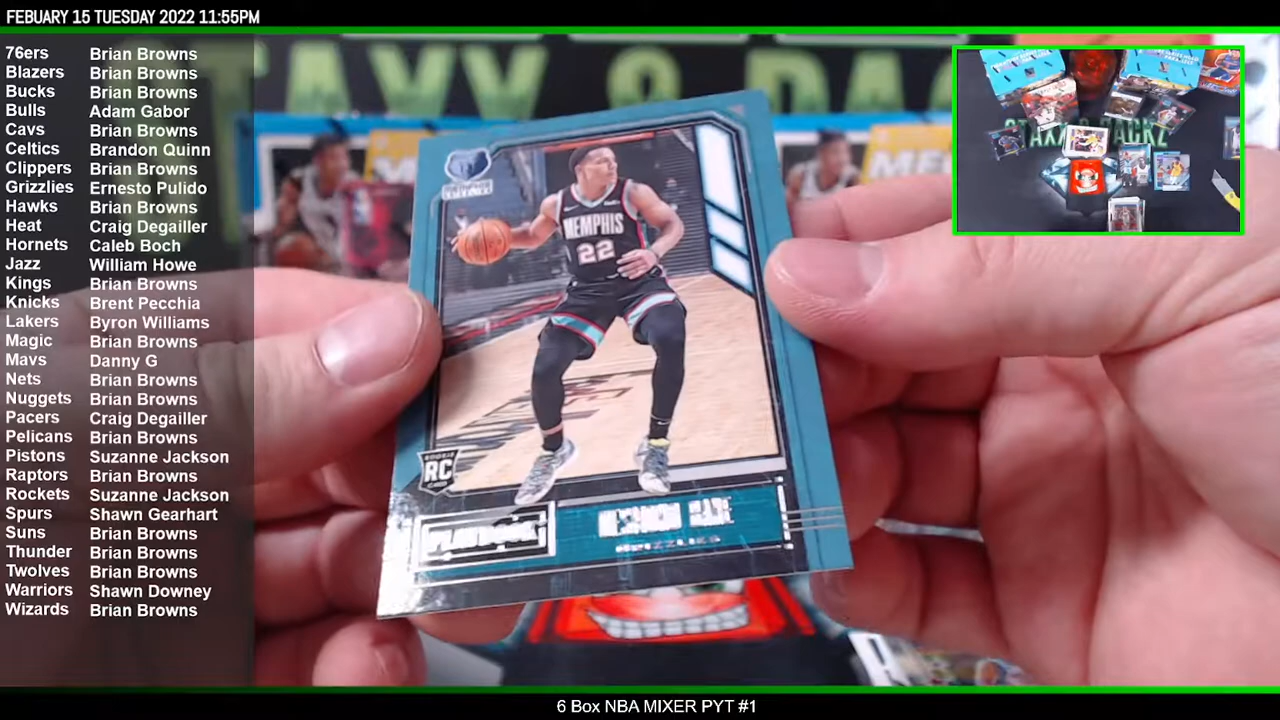 FEBUARY 15 TUESDAY 2022 11:55PM
76ers Brian Browns
Blazers Brian Browns
Bucks Brian Browns
Bulls Adam Gabor
Cavs Brian Browns
Celtics Brandon Quinn
Clippers Brian Browns
Grizzlies Ernesto Pulido
Hawks Brian Browns
Heat Craig Degailler
Hornets Caleb Boch
Jazz William Howe
Kings Brian Browns
Knicks Brent Pecchia
Lakers Byron Williams
Magic Brian Browns
Mavs Danny G
Nets Brian Browns
Nuggets Brian Browns
Pacers Craig Degailler
Pelicans Brian Browns
Pistons Suzanne Jackson
Raptors Brian Browns
Rockets Suzanne Jackson
Spurs Shawn Gearhart
Suns Brian Browns
Thunder Brian Browns
Twolves Brian Browns
Warriors Shawn Downey
Wizards Brian Browns
MEMPHIS
22
ROOKIE
RC
PLAYBOOK
6 Box NBA MIXER PYT #1